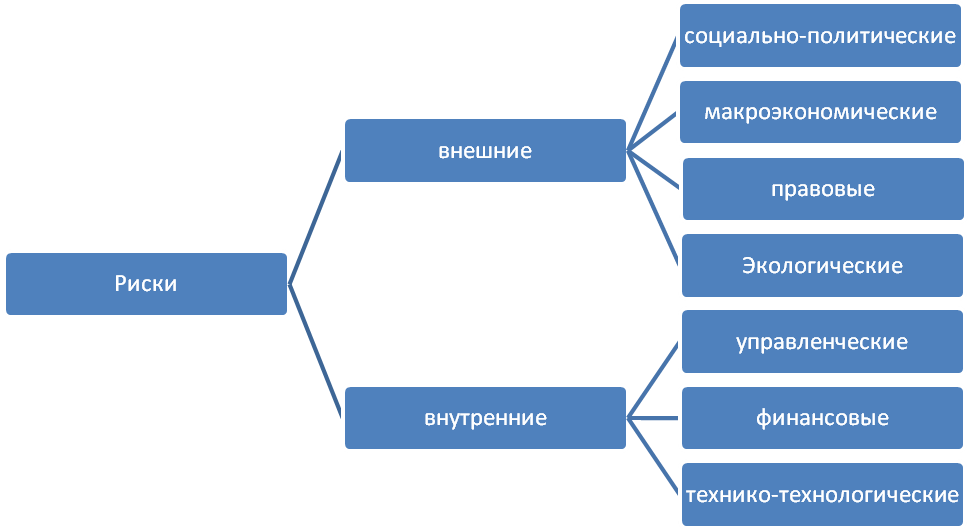 Риски
внешние
социально-политические
макроэкономические
правовые
Экологические
внутренние
управленческие
финансовые
технико-технологические